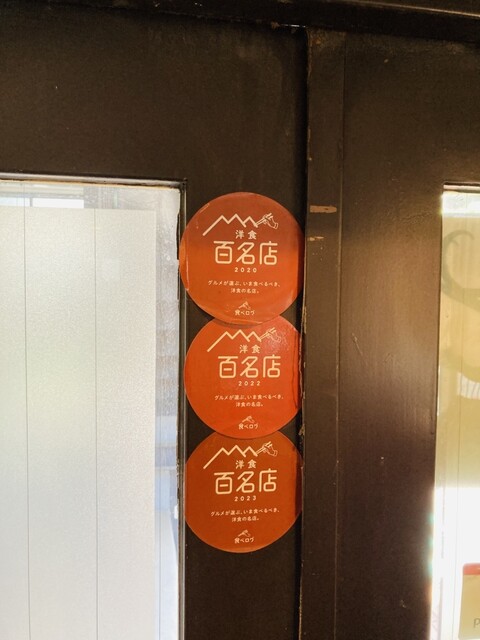 洋食
百名店
2020
グルメが選ぶ、いま食べるべき、
洋食の名店。
食べログ
洋食
百名店
2022
グルメが選ぶ、いま食べるべき、
洋食の名店。
食べログ
洋食
百名店
2023
グルメが選ぶ、いま食べるべき、
洋食の名店。
食べログ